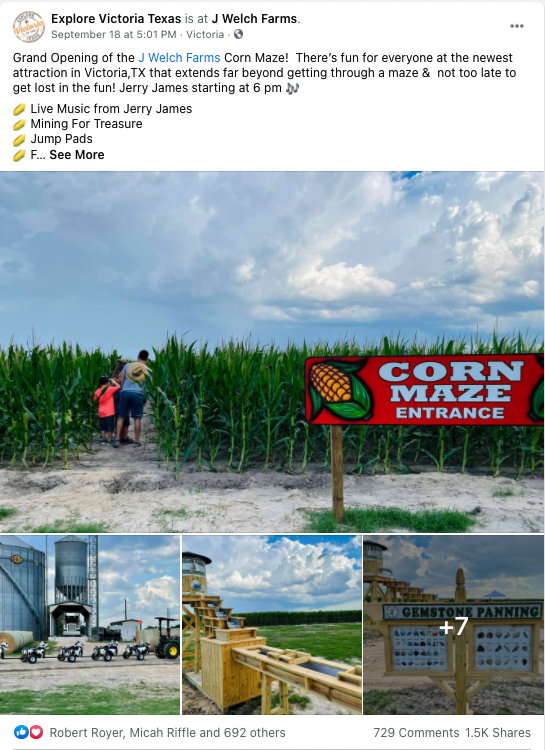 Explore Victoria Texas is at J Welch Farms.
September 18 at 5:01 PM · Victoria ·
Grand Opening of the J Welch Farms Corn Maze!  There's fun for everyone at the newest
attraction in Victoria,TX that extends far beyond getting through a maze &  not too late to
get lost in the fun! Jerry James starting at 6 pm 🎶
🌽 Live Music from Jerry James
🌽 Mining For Treasure
🌽 Jump Pads
🌽 F... See More
CORN
MAZE
ENTRANCE
GEMSTONE PANNING
+7
Robert Royer, Micah Riffle and 692 others
729 Comments 1.5K Shares